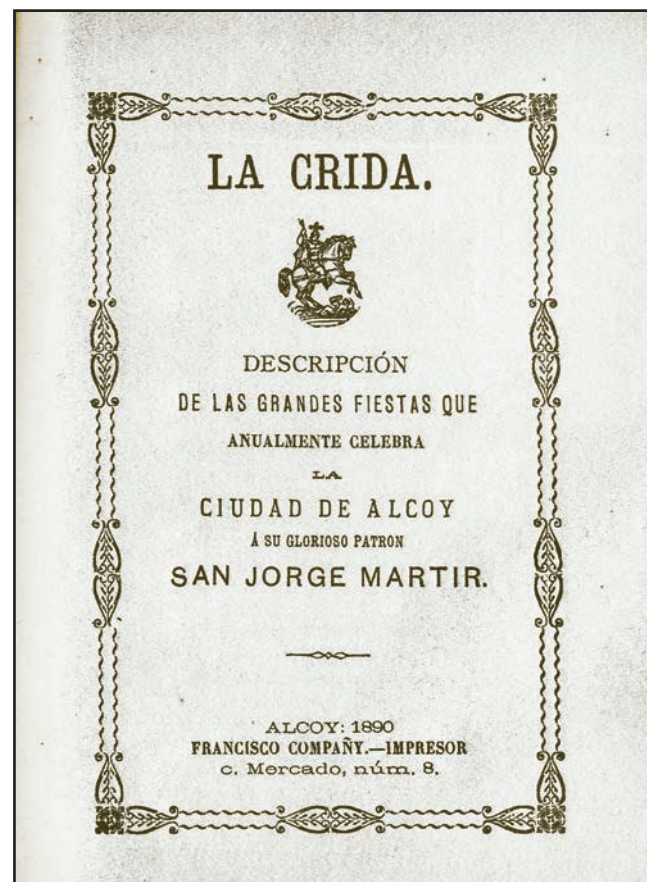 LA CRIDA.
DESCRIPCIÓN
DE LAS GRANDES FIESTAS QUE
ANUALMENTE CELEBRA
LA
CIUDAD DE ALCOY
Á SU GLORIOSO PATRON
SAN JORGE MARTIR.
ALCOY: 1890
FRANCISCO COMPAÑY.—IMPRESOR
c. Mercado, núm. 8.